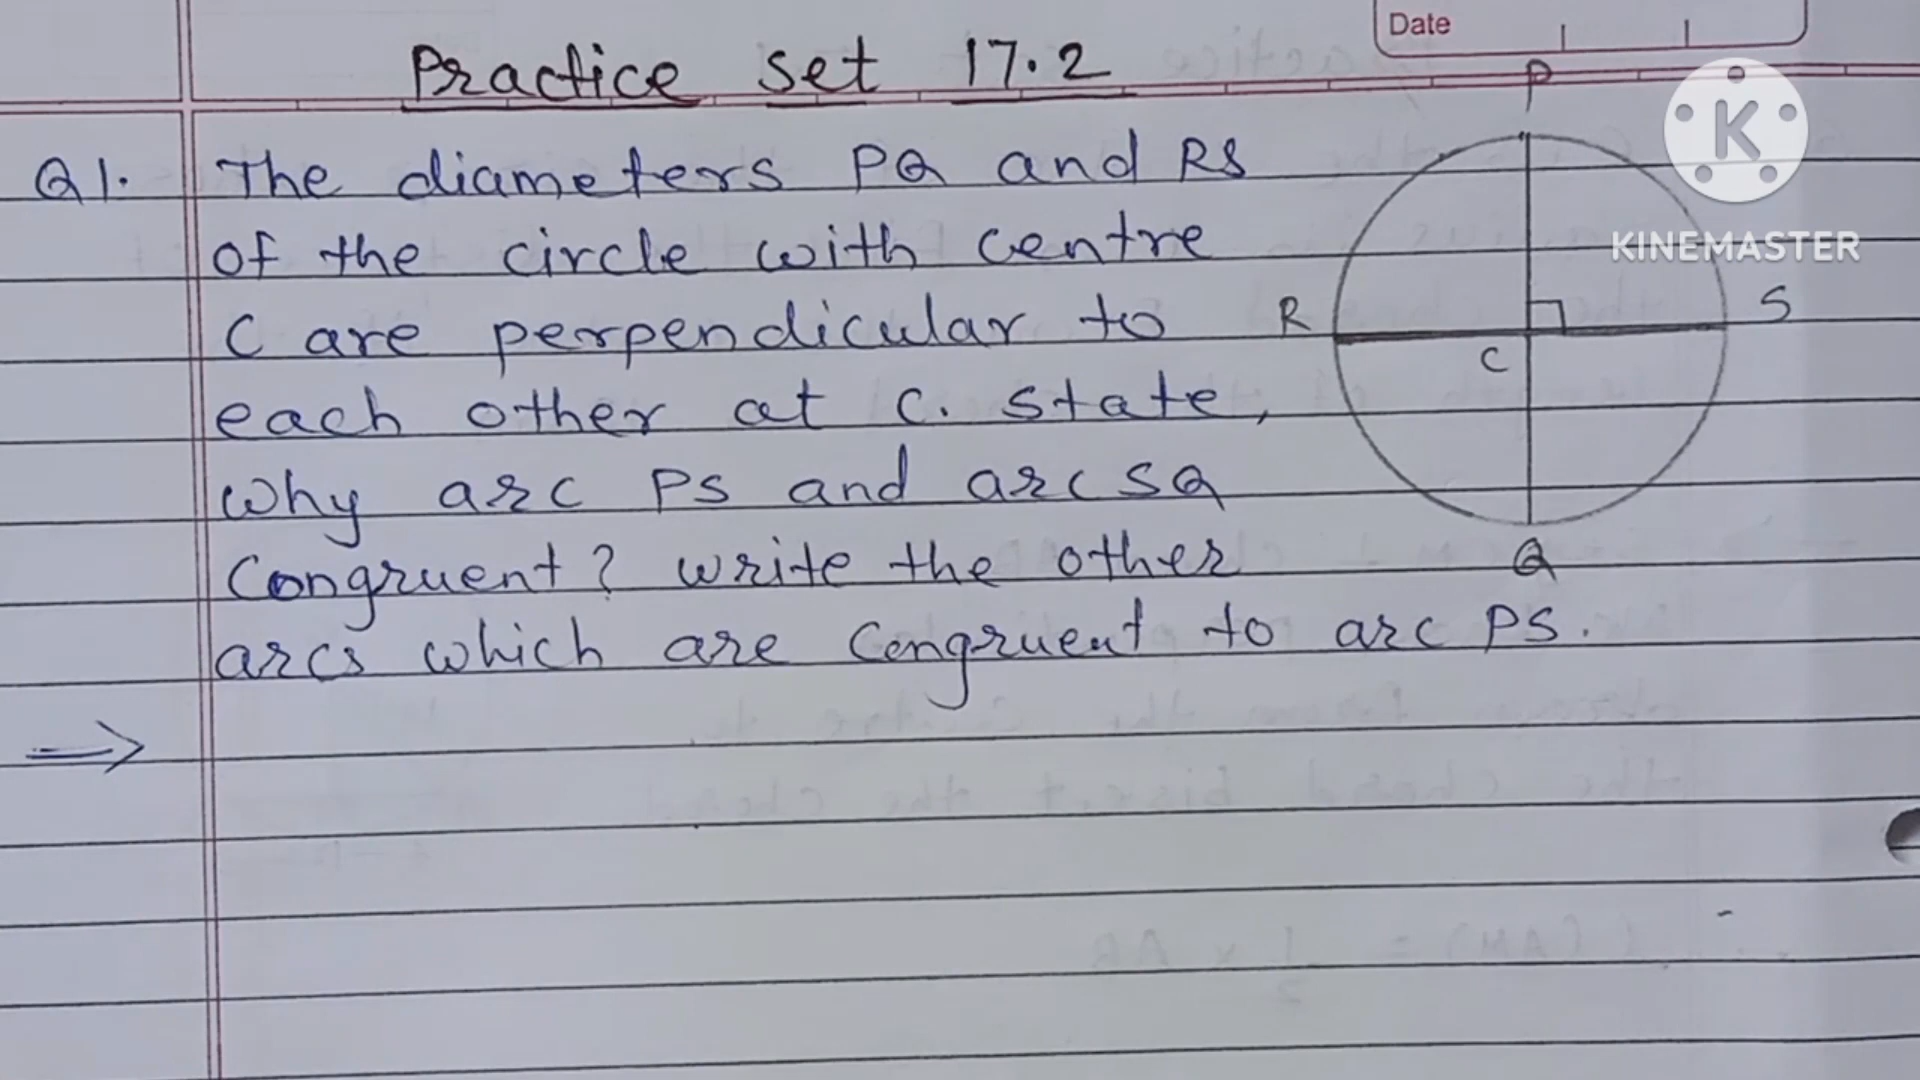 Date
Practice set 17.2
P
Q1. The diameters PQ and RS
of the circle with centre
C are perpendicular to
each other at C. state,
why arc PS and arc SQ
Congruent? write the other
arcs which are Congruent to arc PS.
R
S
C
Q
K
KINEMASTER